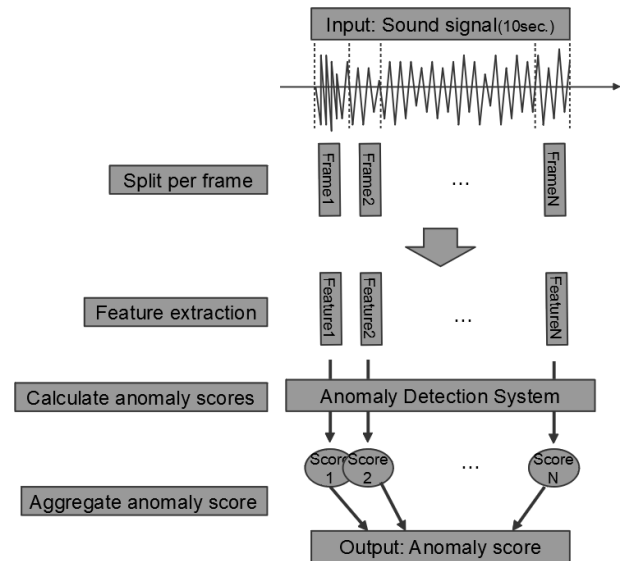 Input: Sound signal(10sec.)
Split per frame
Frame1
Frame2
...
FrameN
Feature extraction
Feature1
Feature2
...
FeatureN
Calculate anomaly scores
Anomaly Detection System
Score
1
Score
2
...
Score
N
Aggregate anomaly score
Output: Anomaly score